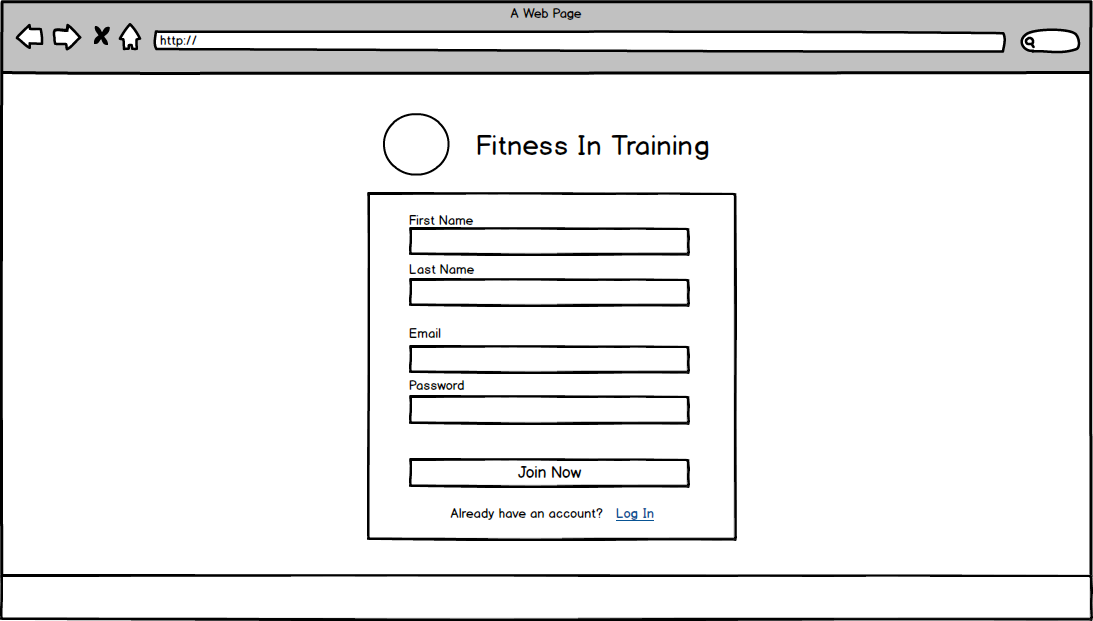 A Web Page
http://
Fitness In Training
First Name
Last Name
Email
Password
Join Now
Already have an account? Log In